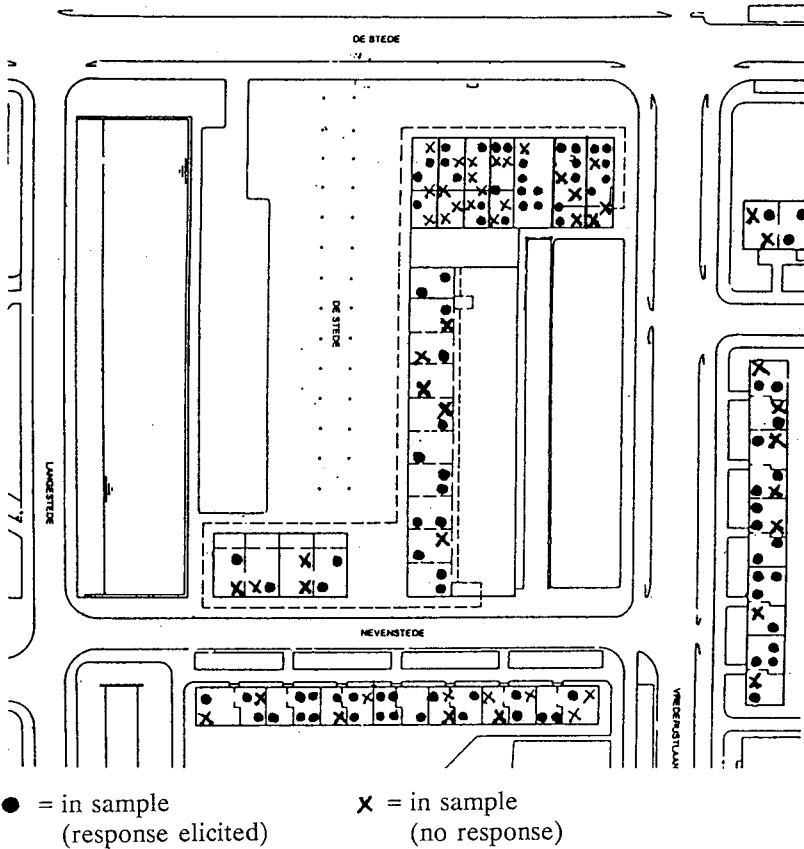 DE STEDE
DE STEDE
LANGESTEDE
NEVENSTEDE
VREDERUSTLAAN
● = in sample
(response elicited)
x = in sample
(no response)